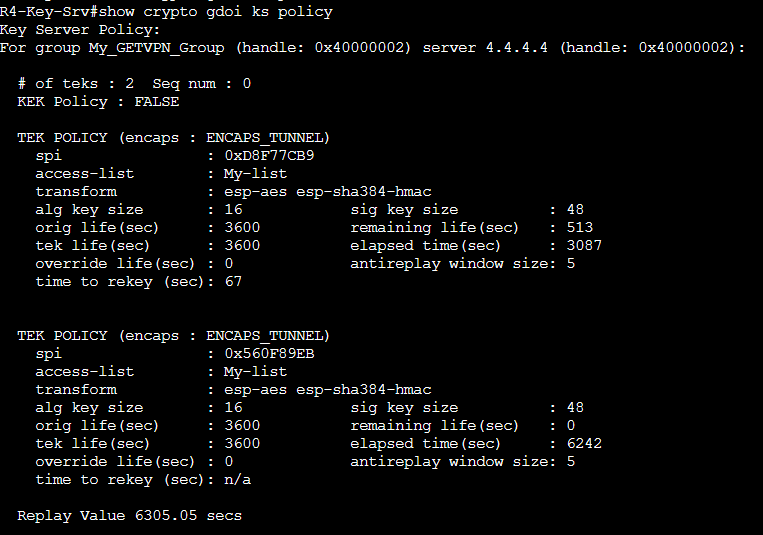 R4-Key-Srv#show crypto gdoi ks policy
Key Server Policy:
For group My_GETVPN_Group (handle: 0x40000002) server 4.4.4.4 (handle: 0x40000002):
# of teks : 2  Seq num : 0
KEK Policy : FALSE
TEK POLICY (encaps : ENCAPS_TUNNEL)
spi : 0xD8F77CB9
access-list : My-list
transform : esp-aes esp-sha384-hmac
alg key size : 16 sig key size : 48
orig life(sec) : 3600 remaining life(sec) : 513
tek life(sec) : 3600 elapsed time(sec) : 3087
override life(sec) : 0 antireplay window size: 5
time to rekey (sec): 67
TEK POLICY (encaps : ENCAPS_TUNNEL)
spi : 0x560F89EB
access-list : My-list
transform : esp-aes esp-sha384-hmac
alg key size : 16 sig key size : 48
orig life(sec) : 3600 remaining life(sec) : 0
tek life(sec) : 3600 elapsed time(sec) : 6242
override life(sec) : 0 antireplay window size: 5
time to rekey (sec): n/a
Replay Value 6305.05 secs